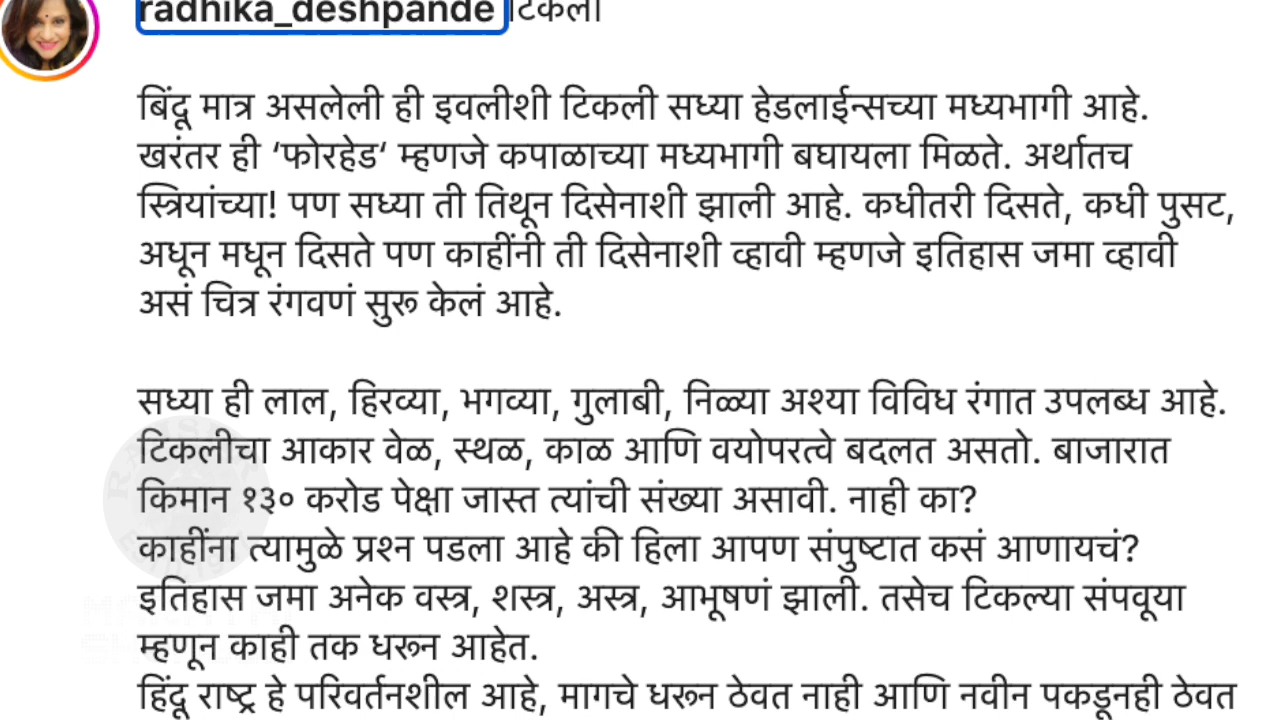 radhika_deshpande टिकली
बिंदू मात्र असलेली ही इवलीशी टिकली सध्या हेडलाईन्सच्या मध्यभागी आहे.
खरंतर ही ‘फोरहेड‘ म्हणजे कपाळाच्या मध्यभागी बघायला मिळते. अर्थातच
स्त्रियांच्या! पण सध्या ती तिथून दिसेनाशी झाली आहे. कधीतरी दिसते, कधी पुसट,
अधून मधून दिसते पण काहींनी ती दिसेनाशी व्हावी म्हणजे इतिहास जमा व्हावी
असं चित्र रंगवणं सुरू केलं आहे.
सध्या ही लाल, हिरव्या, भगव्या, गुलाबी, निळ्या अश्या विविध रंगात उपलब्ध आहे.
टिकलीचा आकार वेळ, स्थळ, काळ आणि वयोपरत्वे बदलत असतो. बाजारात
किमान १३० करोड पेक्षा जास्त त्यांची संख्या असावी. नाही का?
काहींना त्यामुळे प्रश्न पडला आहे की हिला आपण संपुष्टात कसं आणायचं?
इतिहास जमा अनेक वस्त्र, शस्त्र, अस्त्र, आभूषणं झाली. तसेच टिकल्या संपवूया
म्हणून काही तक धरून आहेत.
हिंदू राष्ट्र हे परिवर्तनशील आहे, मागचे धरून ठेवत नाही आणि नवीन पकडूनही ठेवत